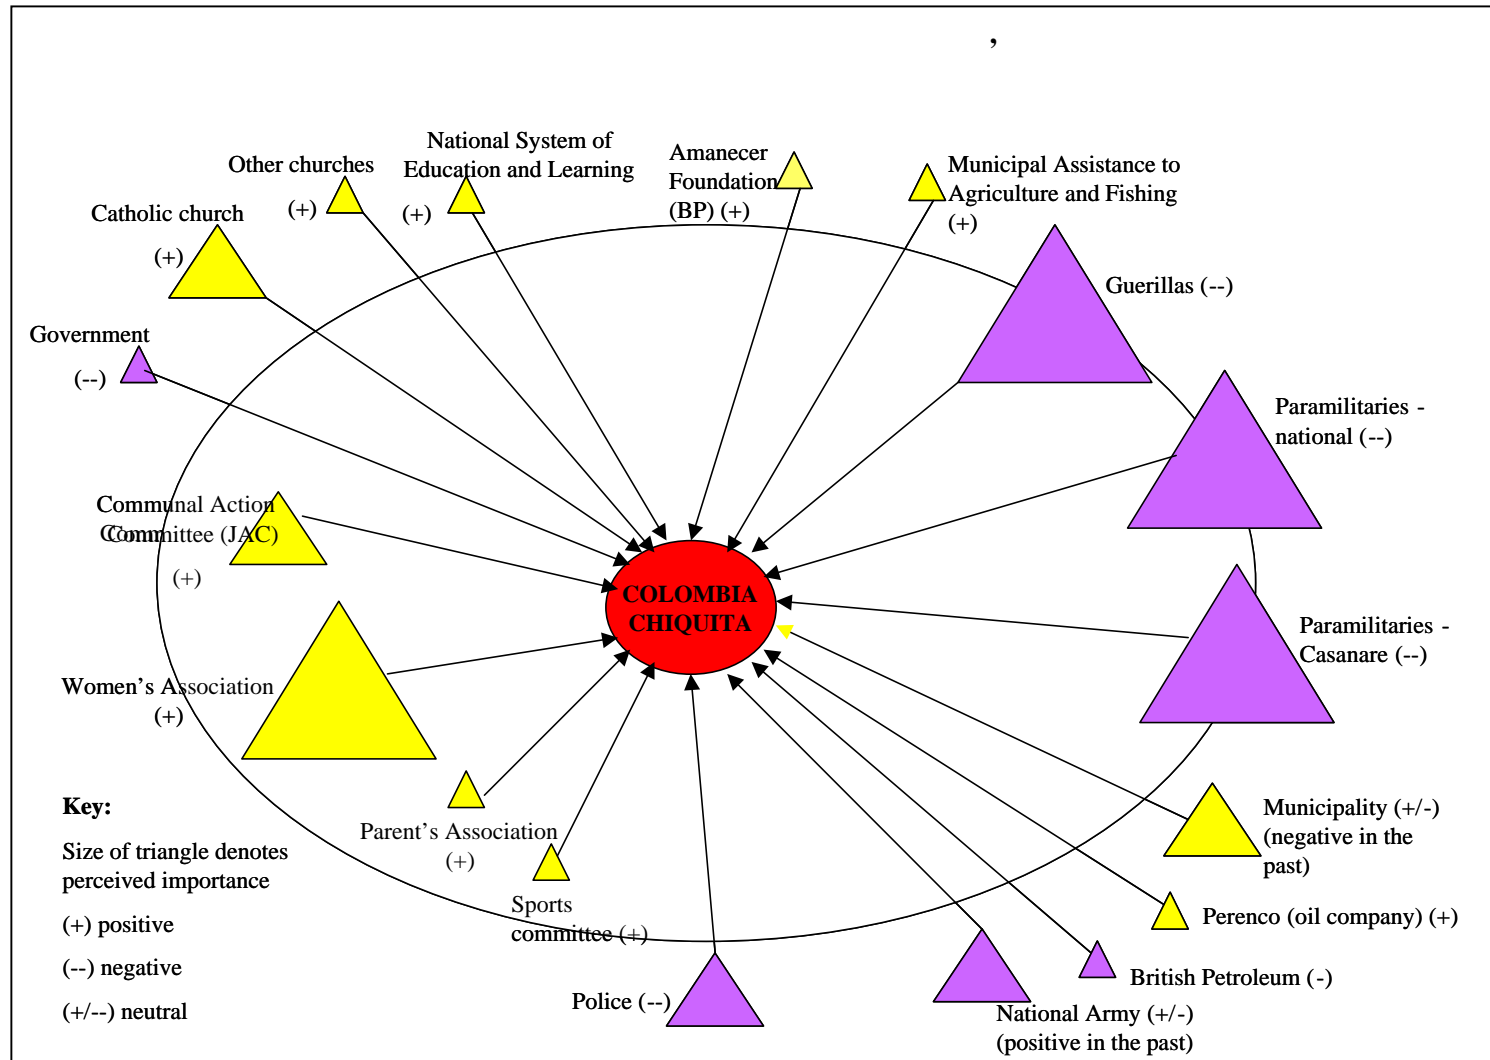 ,
National System of
Education and Learning
(+)
Other churches
(+)
Catholic church
(+)
Government
(--)
Amanecer
Foundation
(BP) (+)
Municipal Assistance to
Agriculture and Fishing
(+)
Guerillas (--)
Paramilitaries -
national (--)
Communal Action
Committee (JAC)
(+)
COLOMBIA
CHIQUITA
Paramilitaries -
Casanare (--)
Women's Association
(+)
Municipality (+/-)
(negative in the
past)
Parent's Association
(+)
Sports
committee (+)
Perenco (oil company) (+)
British Petroleum (-)
Police (--)
National Army (+/-)
(positive in the past)
Key:
Size of triangle denotes
perceived importance
(+) positive
(--) negative
(+/--) neutral